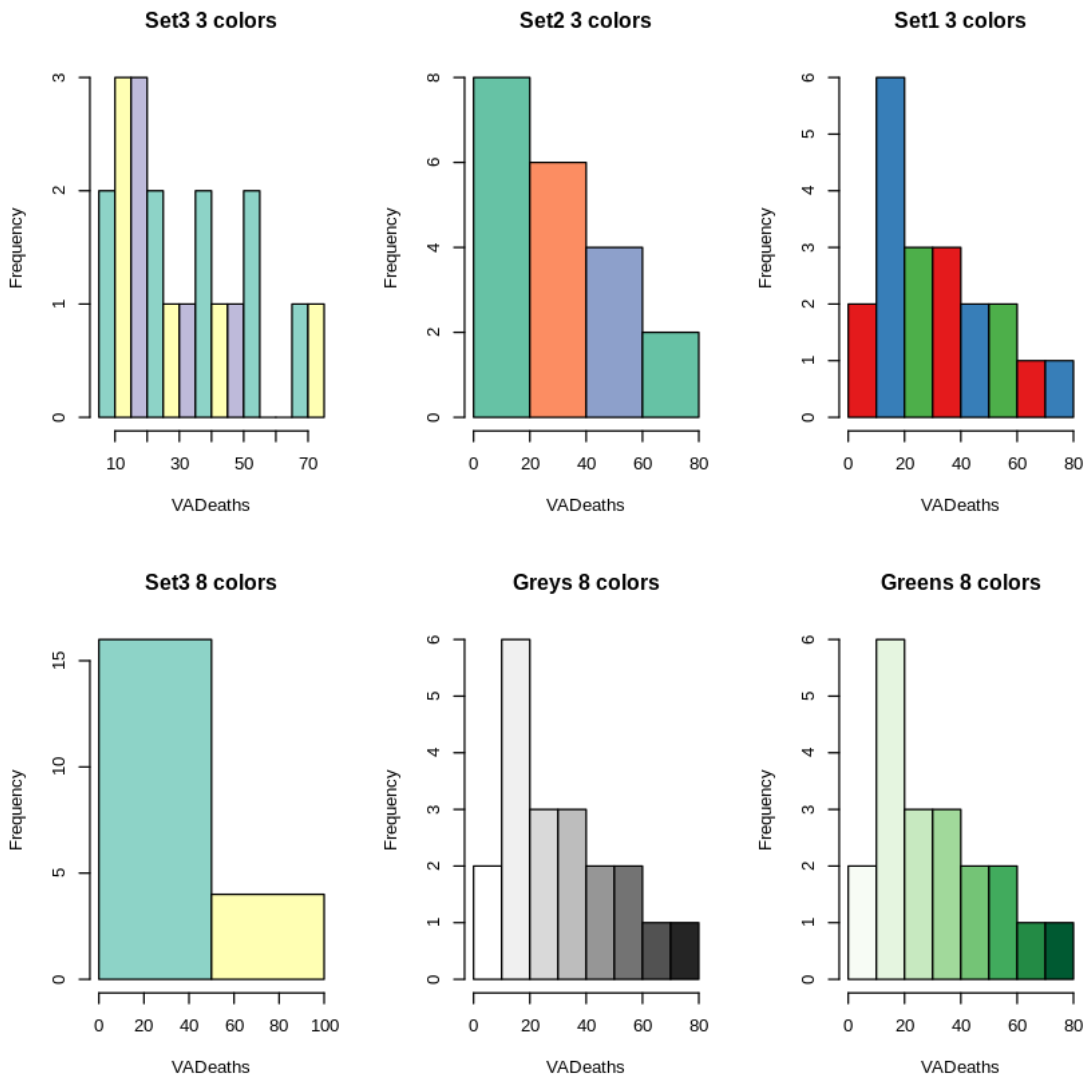 Set3 3 colors
Frequency
3
2
1
0
10 30 50 70
VADeaths
Set2 3 colors
Frequency
8
6
4
2
0
0 20 40 60 80
VADeaths
Set1 3 colors
Frequency
6
5
4
3
2
1
0
0 20 40 60 80
VADeaths
Set3 8 colors
Frequency
15
10
5
0
0 20 40 60 80 100
VADeaths
Greys 8 colors
Frequency
6
5
4
3
2
1
0
0 20 40 60 80
VADeaths
Greens 8 colors
Frequency
6
5
4
3
2
1
0
0 20 40 60 80
VADeaths